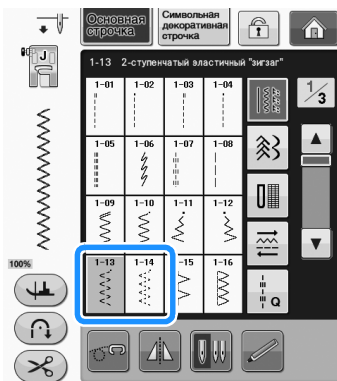 Основная
строчка
Символьная
декоративная
строчка
J
1-13 2-ступенчатый эластичный "зигзаг"
1-01 1-02 1-03 1-04
1/3
1-05 1-06 1-07 1-08
1-09 1-10 1-11 1-12
100%
1-13 1-14 -15 1-16
Q